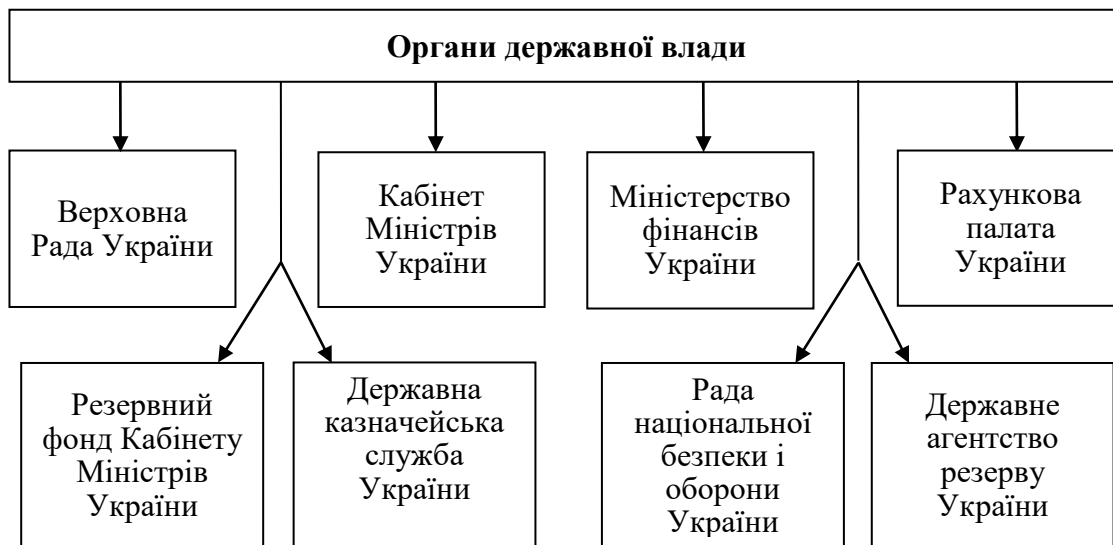 Органи державної влади
Верховна
Рада України
Кабінет
Міністрів
України
Міністерство
фінансів
України
Рахункова
палата
України
Резервний
фонд Кабінету
Міністрів
України
Державна
казначейська
служба
України
Рада
національної
безпеки і
оборони
України
Державне
агентство
резерву
України